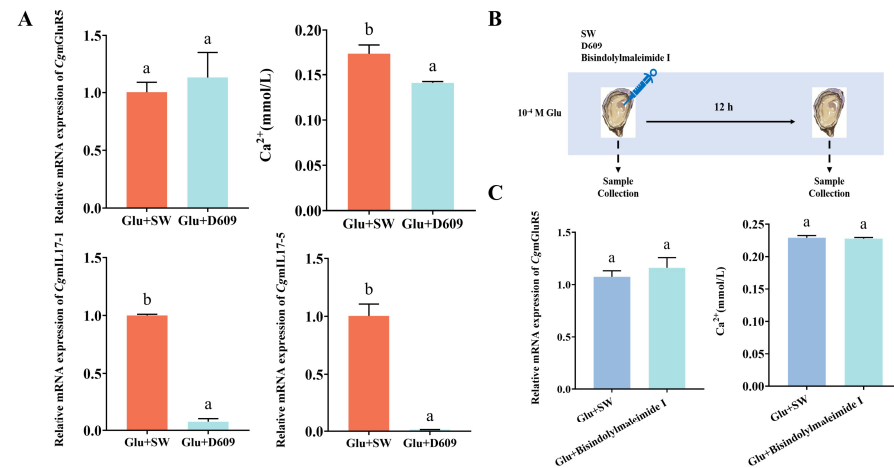 A
Relative mRNA expression of CgmGluR5
1.5
1.0
0.5
0.0
a
a
Glu+SW Glu+D609
Ca²⁺(mmol/L)
0.20
0.15
0.10
0.05
0.00
b
a
Glu+SW Glu+D609
Relative mRNA expression of CgmIL17-1
1.5
1.0
0.5
0.0
b
a
Glu+SW Glu+D609
Relative mRNA expression of CgmIL17-5
1.5
1.0
0.5
0.0
b
a
Glu+SW Glu+D609
B
SW
D609
Bisindolylmaleimide I
10⁻⁴ M Glu
12 h
Sample
Collection
Sample
Collection
C
Relative mRNA expression of CgmGluR5
1.5
1.0
0.5
0.0
a
a
Glu+SW
Glu+Bisindolylmaleimide I
Ca²⁺(mmol/L)
0.25
0.20
0.15
0.10
0.05
0.00
a
a
Glu+SW
Glu+Bisindolylmaleimide I